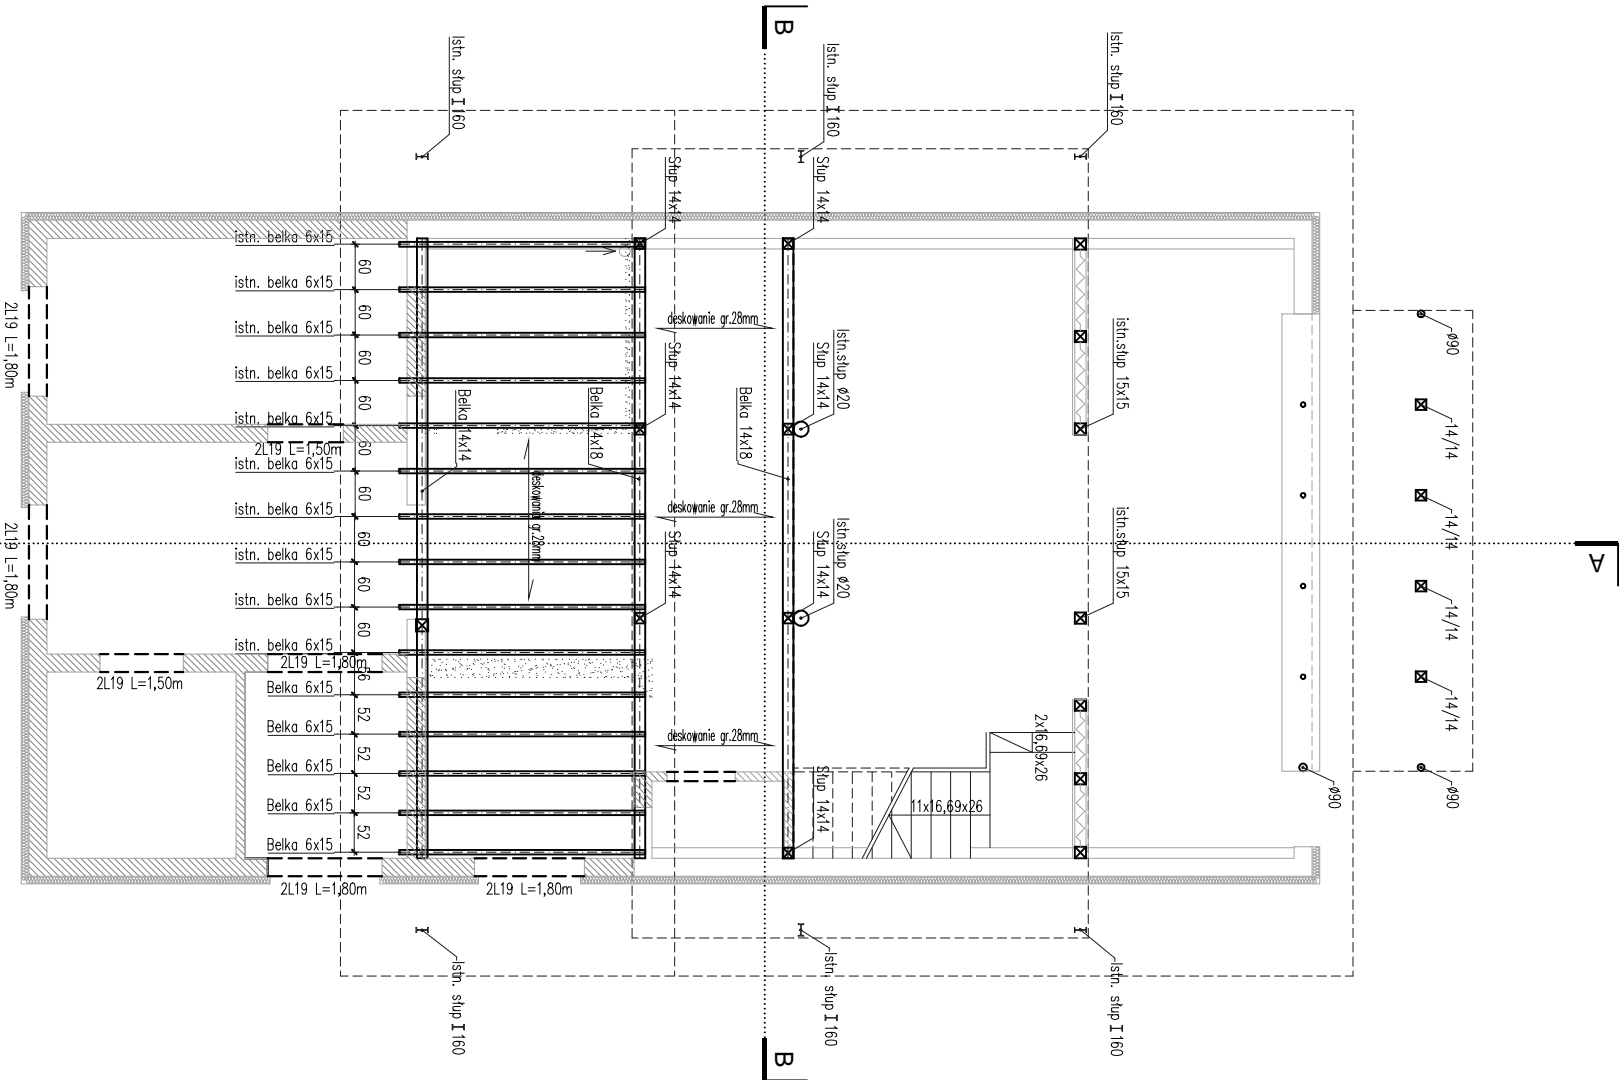 B
Istn. słup I 160
Istn. słup I 160
Istn. słup I 160
Słup 14x14
Słup 14x14
istn. belka 6x15
60
istn. belka 6x15
60
istn. belka 6x15
60
istn. belka 6x15
60
istn. belka 6x15
60
istn. belka 6x15
60
istn. belka 6x15
60
istn. belka 6x15
60
istn. belka 6x15
60
istn. belka 6x15
56
Belka 6x15
52
Belka 6x15
52
Belka 6x15
52
Belka 6x15
52
Belka 6x15
2L19 L=1,80m
2L19 L=1,80m
2L19 L=1,50m
2L19 L=1,80m
2L19 L=1,50m
2L19 L=1,80m
2L19 L=1,80m
deskowanie gr.28mm
deskowanie gr.28mm
deskowanie gr.28mm
deskowania gr.28mm
Słup 14x14
Słup 14x14
Belka 14x14
Belka 14x18
Belka 14x18
Istn.słup ø20
Słup 14x14
Istn.słup ø20
Słup 14x14
Słup 14x14
istn.słup 15x15
istn.słup 15x15
2x16,69x26
11x16,69x26
ø90
14/14
14/14
14/14
14/14
ø90
ø90
A
Istn. słup I 160
Istn. słup I 160
Istn. słup I 160
B